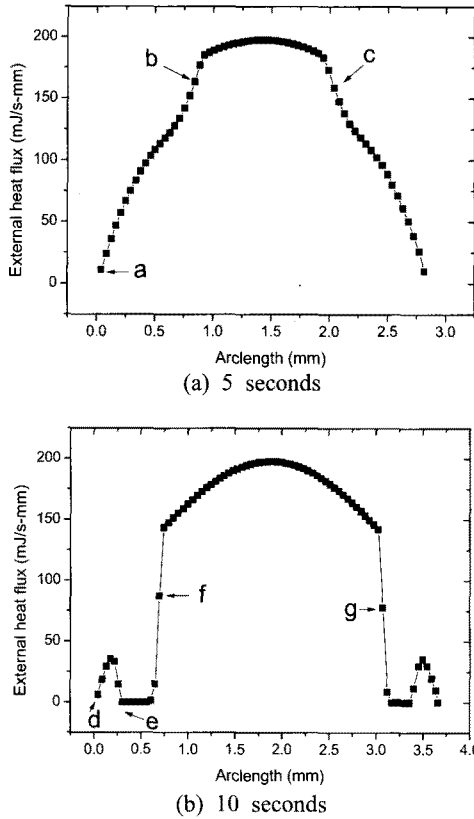 External heat flux (mJ/s-mm)
200
150
100
50
0
b
c
a
0.0 0.5 1.0 1.5 2.0 2.5 3.0
Arclength (mm)
(a) 5 seconds
External heat flux (mJ/s-mm)
200
150
100
50
0
f
g
d
e
0.0 0.5 1.0 1.5 2.0 2.5 3.0 3.5 4.0
Arclength (mm)
(b) 10 seconds